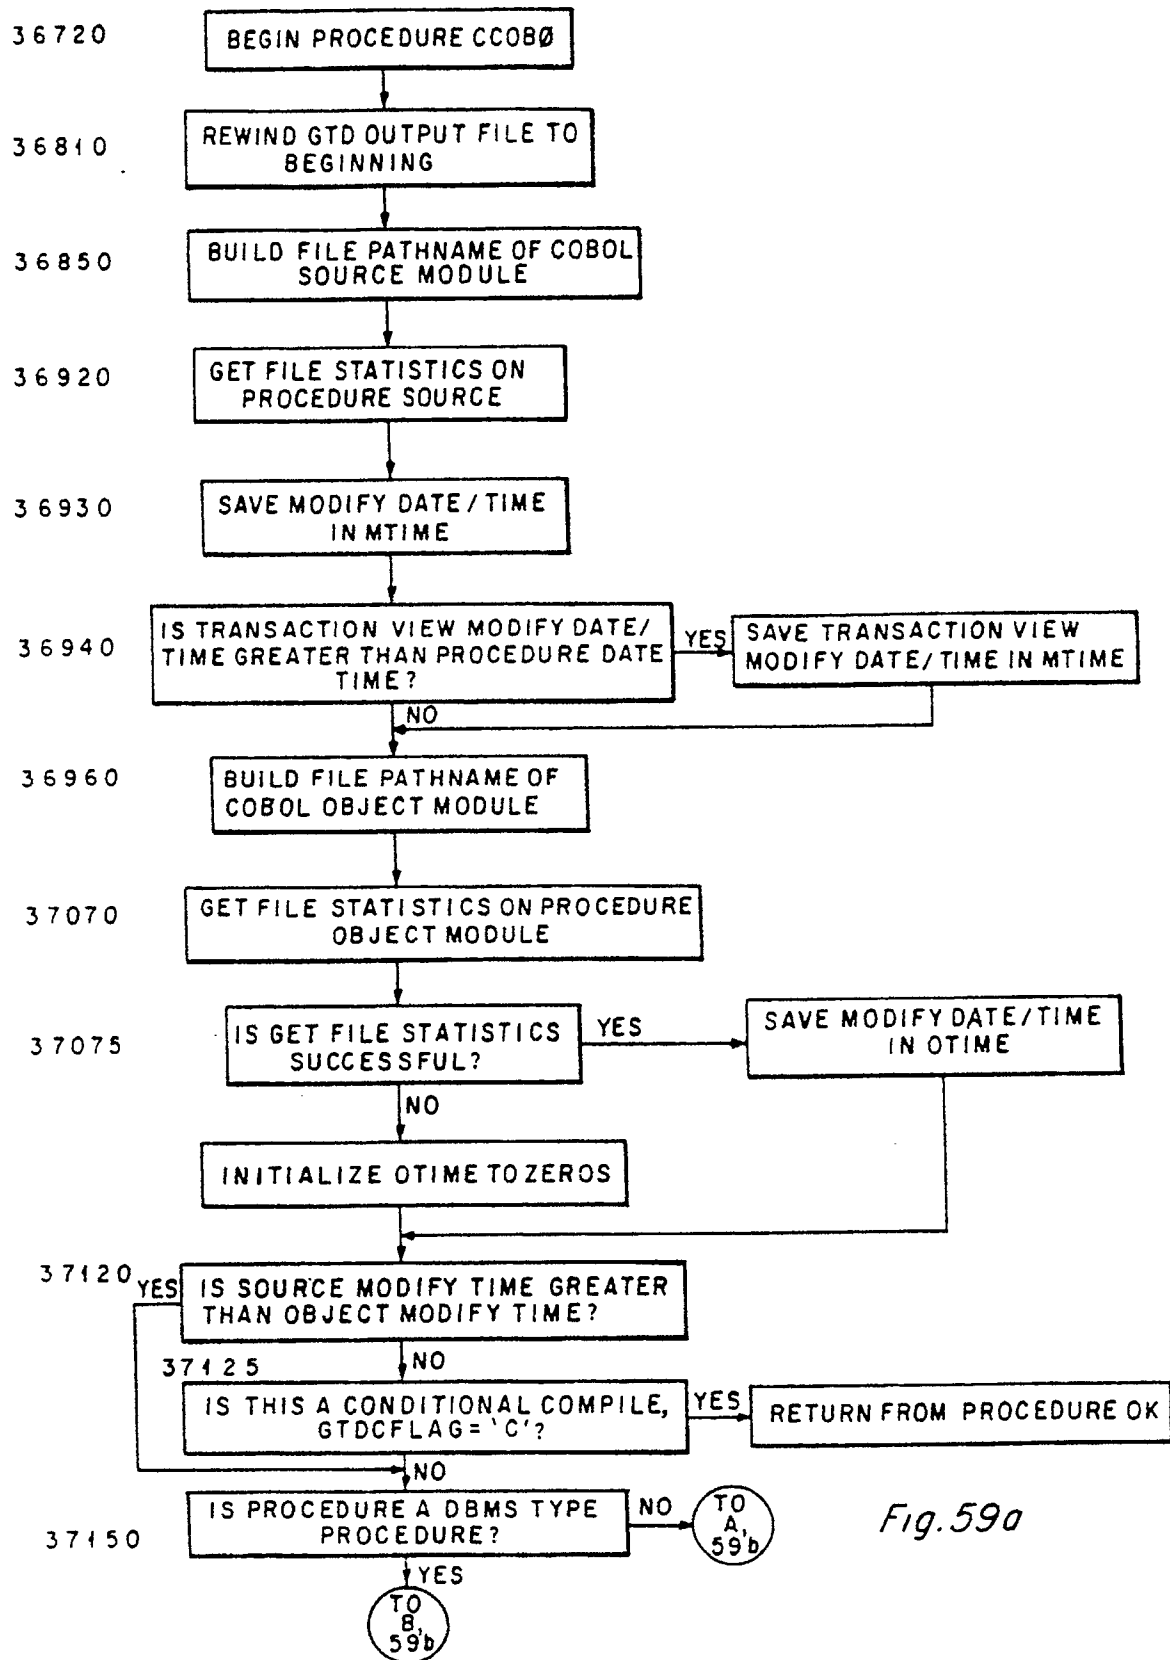 36720
BEGIN PROCEDURE CCOBØ
36810
REWIND GTD OUTPUT FILE TO
BEGINNING
36850
BUILD FILE PATHNAME OF COBOL
SOURCE MODULE
36920
GET FILE STATISTICS ON
PROCEDURE SOURCE
36930
SAVE MODIFY DATE/TIME
IN MTIME
36940
IS TRANSACTION VIEW MODIFY DATE/
TIME GREATER THAN PROCEDURE DATE
TIME?
YES
SAVE TRANSACTION VIEW
MODIFY DATE/TIME IN MTIME
NO
36960
BUILD FILE PATHNAME OF
COBOL OBJECT MODULE
37070
GET FILE STATISTICS ON PROCEDURE
OBJECT MODULE
37075
IS GET FILE STATISTICS
SUCCESSFUL?
YES
SAVE MODIFY DATE/TIME
IN OTIME
NO
INITIALIZE OTIME TO ZEROS
37120
YES
IS SOURCE MODIFY TIME GREATER
THAN OBJECT MODIFY TIME?
NO
37125
IS THIS A CONDITIONAL COMPILE,
GTDCFLAG='C'?
YES
RETURN FROM PROCEDURE OK
NO
37150
IS PROCEDURE A DBMS TYPE
PROCEDURE?
NO
TO
A,
59b
Fig.59a
YES
TO
B,
59b